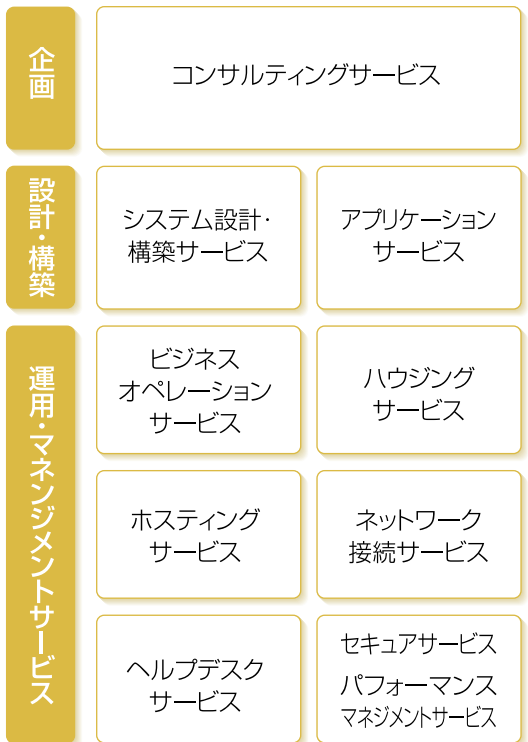 企画
コンサルティングサービス
設計・構築
システム設計・
構築サービス
アプリケーション
サービス
運用・マネンジメントサービス
ビジネス
オペレーション
サービス
ハウジング
サービス
ホスティング
サービス
ネットワーク
接続サービス
ヘルプデスク
サービス
セキュアサービス
パフォーマンス
マネジメントサービス